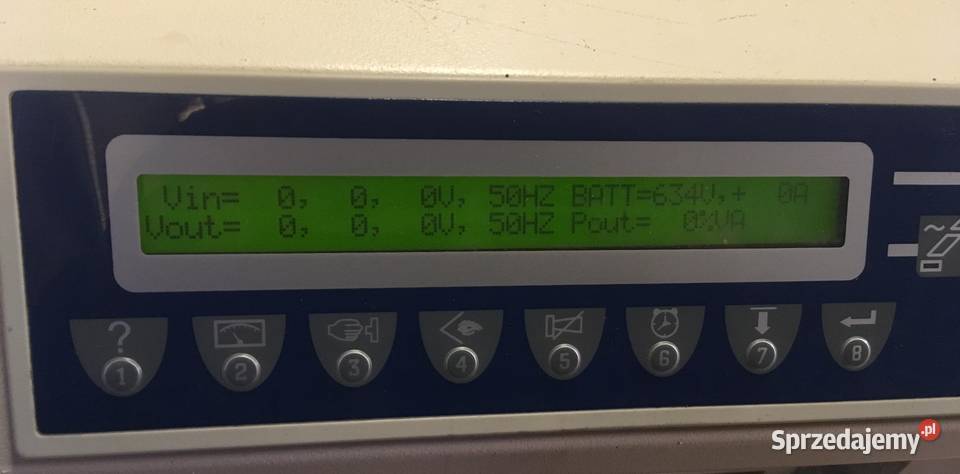 Vin= 0, 0, 0V, 50HZ BATT=634V,+ 0A
Vout= 0, 0, 0V, 50HZ Pout= 0%VA
?
1 2 3 4 5 6 7 8
Sprzedajemy.pl